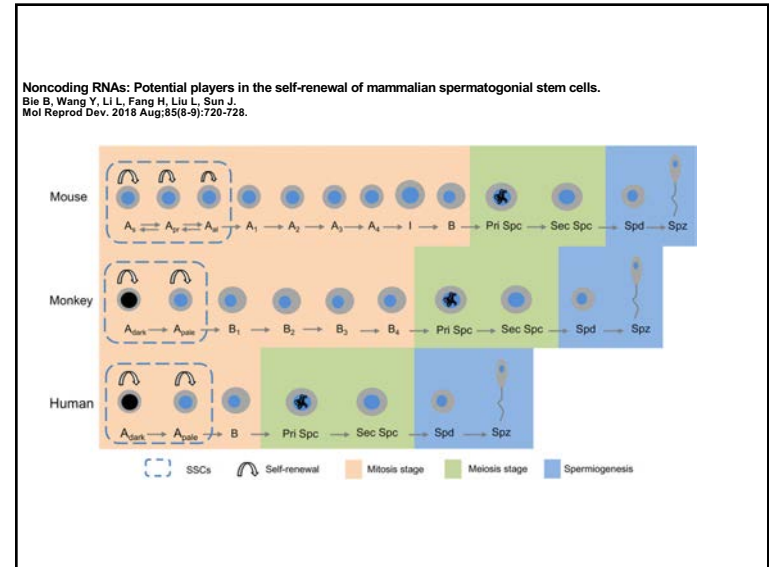 Noncoding RNAs: Potential players in the self-renewal of mammalian spermatogonial stem cells.
Bie B, Wang Y, Li L, Fang H, Liu L, Sun J.
Mol Reprod Dev. 2018 Aug;85(8-9):720-728.
Mouse
As Apr Aal A1 A2 A3 A4 I B Pri Spc Sec Spc Spd Spz
Monkey
Adark Apale B1 B2 B3 B4 Pri Spc Sec Spc Spd Spz
Human
Adark Apale B Pri Spc Sec Spc Spd Spz
SSCs Self-renewal Mitosis stage Meiosis stage Spermiogenesis